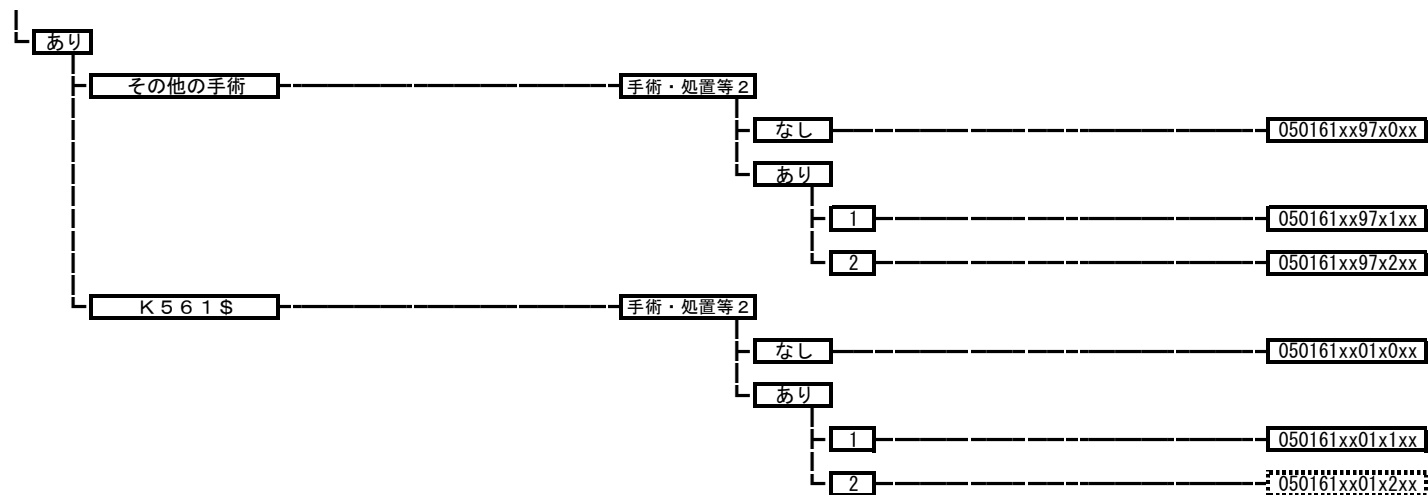 あり
その他の手術 手術・処置等２
なし 050161xx97x0xx
あり
1 050161xx97x1xx
2 050161xx97x2xx
Ｋ５６１＄ 手術・処置等２
なし 050161xx01x0xx
あり
1 050161xx01x1xx
2 050161xx01x2xx